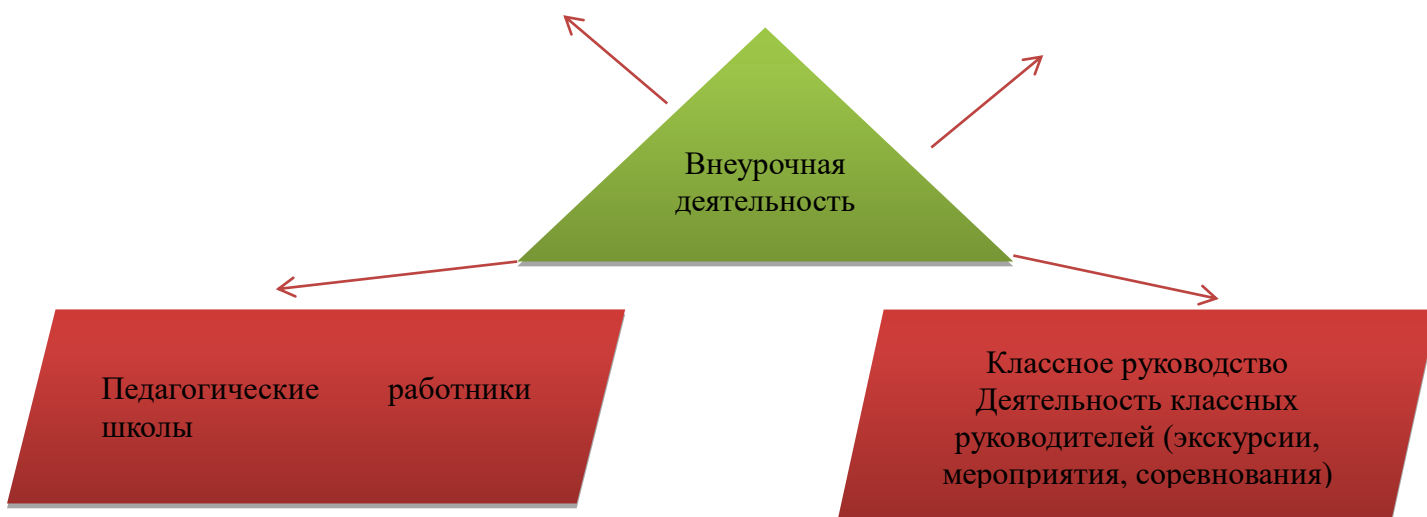 Внеурочная
деятельность
Педагогические работники
школы
Классное руководство
Деятельность классных
руководителей (экскурсии,
мероприятия, соревнования)